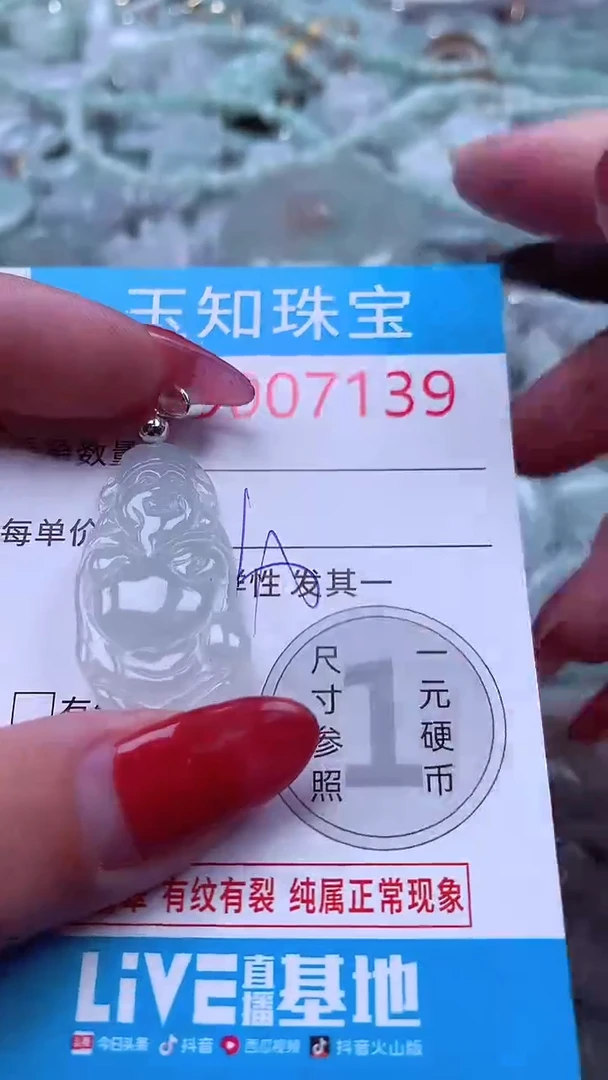 玉知珠宝
007139
数量
每单价
性 发其一
尺寸参照
一元硬币
有
有纹有裂 纯属正常现象
LiVE直播基地
今日头条 抖音 西瓜视频 抖音火山版